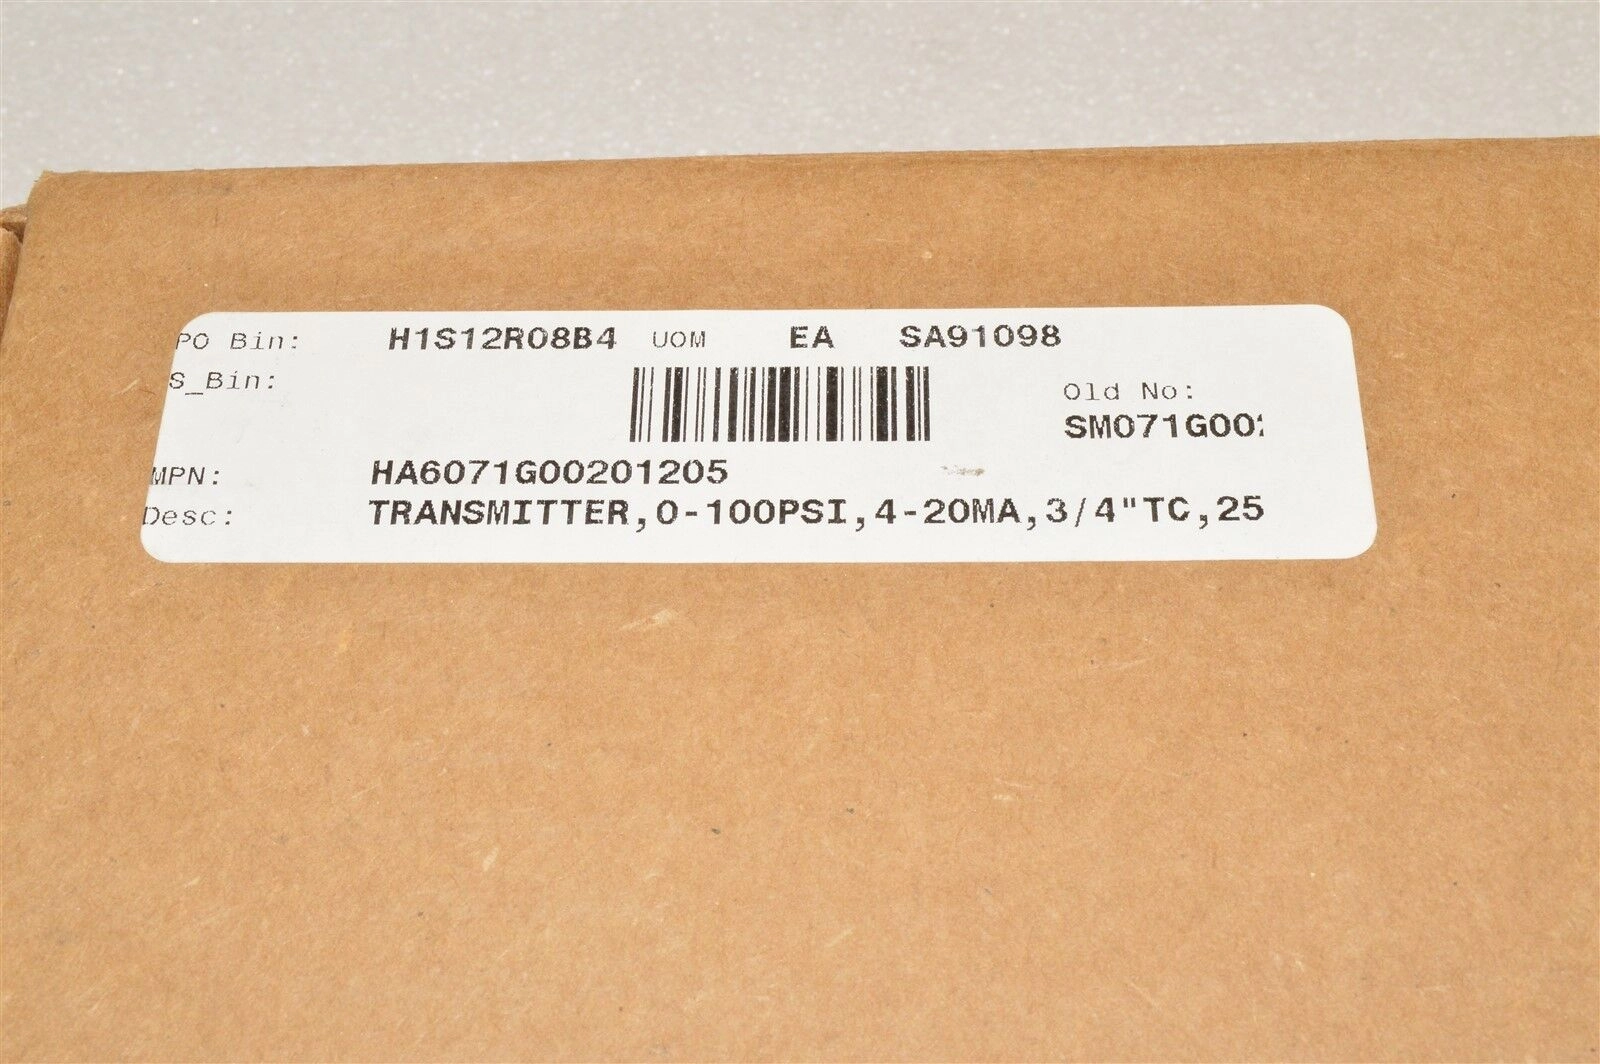 PO Bin: H1S12R08B4 UOM EA SA91098
S_Bin:
Old No:
SM071G00
MPN: HA6071G00201205
Desc: TRANSMITTER,0-100PSI,4-20MA,3/4"TC,25